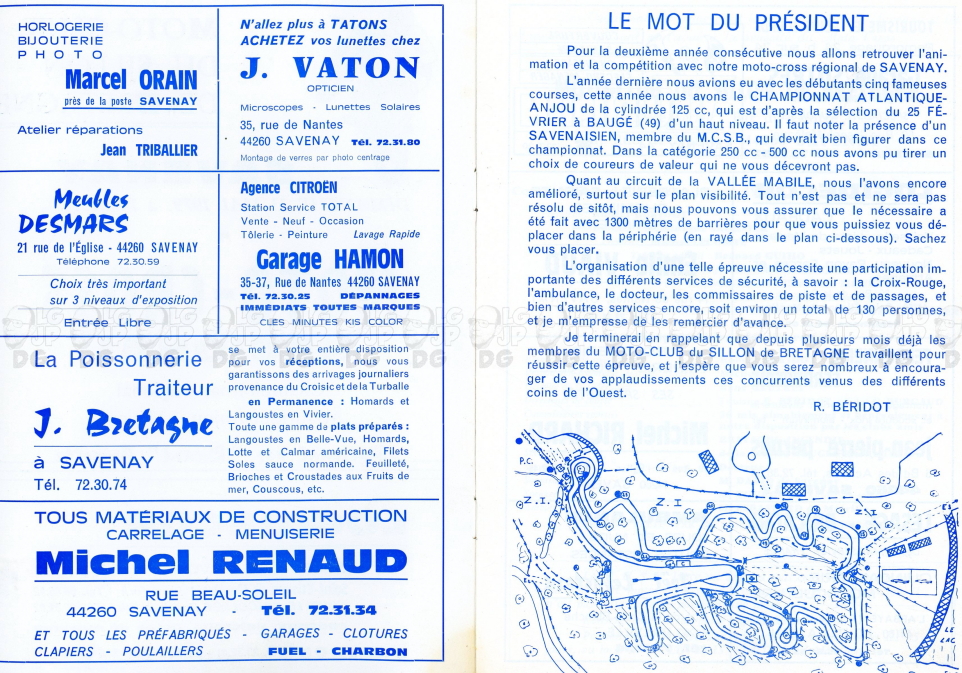 HORLOGERIE
BIJOUTERIE
PHOTO
Marcel ORAIN
près de la poste SAVENAY
Atelier réparations
Jean TRIBALLIER
N'allez plus à TATONS
ACHETEZ vos lunettes chez
J. VATON
OPTICIEN
Microscopes - Lunettes Solaires
35, rue de Nantes
44260 SAVENAY Tél. 72.31.80
Montage de verres par photo centrage
Meubles
DESMARS
21 rue de l'Église - 44260 SAVENAY
Téléphone 72.30.59
Choix très important
sur 3 niveaux d'exposition
Entrée Libre
Agence CITROËN
Station Service TOTAL
Vente - Neuf - Occasion
Tôlerie - Peinture Lavage Rapide
Garage HAMON
35-37, Rue de Nantes 44260 SAVENAY
Tél. 72.30.25 DÉPANNAGES
IMMÉDIATS TOUTES MARQUES
CLÉS MINUTES KIS COLOR
La Poissonnerie
Traiteur
J. Bretagne
à SAVENAY
Tél. 72.30.74
se met à votre entière disposition
pour vos réceptions, nous vous
garantissons des arrivages journaliers
provenance du Croisic et de la Turballe
en Permanence : Homards et
Langoustes en Vivier.
Toute une gamme de plats préparés :
Langoustes en Belle-Vue, Homards,
Lotte et Calmar américaine, Filets
Soles sauce normande. Feuilleté,
Brioches et Croustades aux Fruits de
mer, Couscous, etc.
TOUS MATÉRIAUX DE CONSTRUCTION
CARRELAGE - MENUISERIE
Michel RENAUD
RUE BEAU-SOLEIL
44260 SAVENAY - Tél. 72.31.34
ET TOUS LES PRÉFABRIQUÉS - GARAGES - CLOTURES
CLAPIERS - POULAILLERS FUEL - CHARBON
LE MOT DU PRÉSIDENT
Pour la deuxième année consécutive nous allons retrouver l'ani-
mation et la compétition avec notre moto-cross régional de SAVENAY.
L'année dernière nous avions eu avec les débutants cinq fameuses
courses, cette année nous avons le CHAMPIONNAT ATLANTIQUE-
ANJOU de la cylindrée 125 cc, qui est d'après la sélection du 25 FÉ-
VRIER à BAUGÉ (49) d'un haut niveau. Il faut noter la présence d'un
SAVENAISIEN, membre du M.C.S.B., qui devrait bien figurer dans ce
championnat. Dans la catégorie 250 cc - 500 cc nous avons pu tirer un
choix de coureurs de valeur qui ne vous décevront pas.
Quant au circuit de la VALLÉE MABILE, nous l'avons encore
amélioré, surtout sur le plan visibilité. Tout n'est pas et ne sera pas
résolu de sitôt, mais nous pouvons vous assurer que le nécessaire a
été fait avec 1300 mètres de barrières pour que vous puissiez vous dé-
placer dans la périphérie (en rayé dans le plan ci-dessous). Sachez
vous placer.
L'organisation d'une telle épreuve nécessite une participation im-
portante des différents services de sécurité, à savoir : la Croix-Rouge,
l'ambulance, le docteur, les commissaires de piste et de passages, et
bien d'autres services encore, soit environ un total de 130 personnes,
et je m'empresse de les remercier d'avance.
Je terminerai en rappelant que depuis plusieurs mois déjà les
membres du MOTO-CLUB du SILLON de BRETAGNE travaillent pour
réussir cette épreuve, et j'espère que vous serez nombreux à encoura-
ger de vos applaudissements ces concurrents venus des différents
coins de l'Ouest.
R. BÉRIDOT
P.C.
Z.I.
Z.I
Z.I
LE
LAC